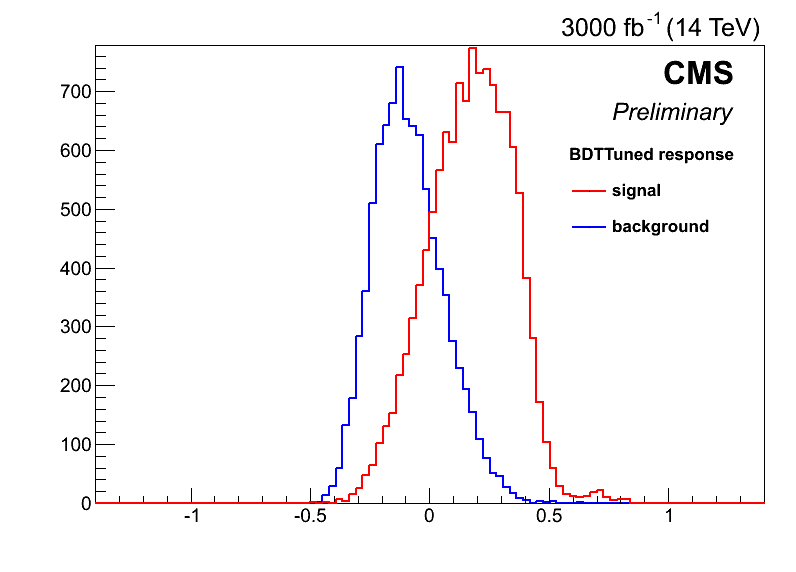 3000 fb-1 (14 TeV)
CMS
Preliminary
BDTTuned response
signal
background
700
600
500
400
300
200
100
0
-1 -0.5 0 0.5 1